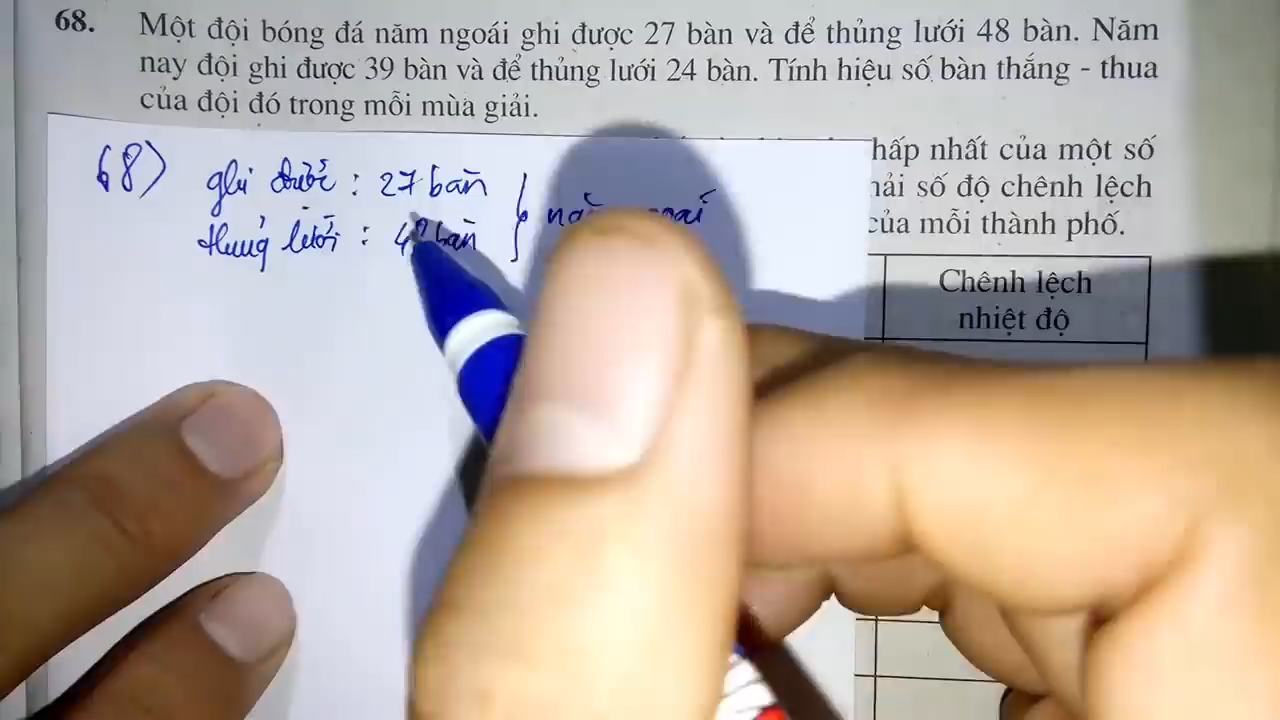 68. Một đội bóng đá năm ngoái ghi được 27 bàn và để thủng lưới 48 bàn. Năm
nay đội ghi được 39 bàn và để thủng lưới 24 bàn. Tính hiệu số bàn thắng - thua
của đội đó trong mỗi mùa giải.
hấp nhất của một số
hải số độ chênh lệch
của mỗi thành phố.
Chênh lệch
nhiệt độ
68) ghi được : 27 bàn
thủng lưới : 48 bàn